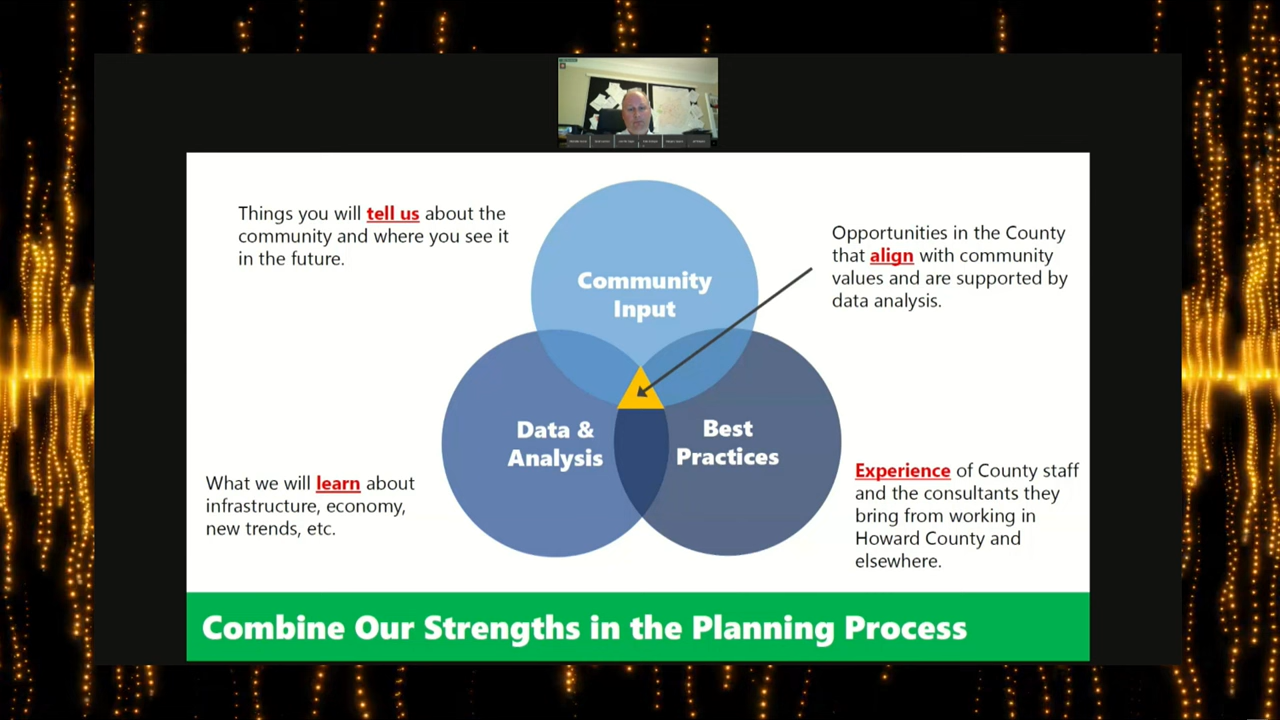 Things you will tell us about the
community and where you see it
in the future.
Community
Input
Opportunities in the County
that align with community
values and are supported by
data analysis.
Data &
Analysis
Best
Practices
What we will learn about
infrastructure, economy,
new trends, etc.
Experience of County staff
and the consultants they
bring from working in
Howard County and
elsewhere.
Combine Our Strengths in the Planning Process